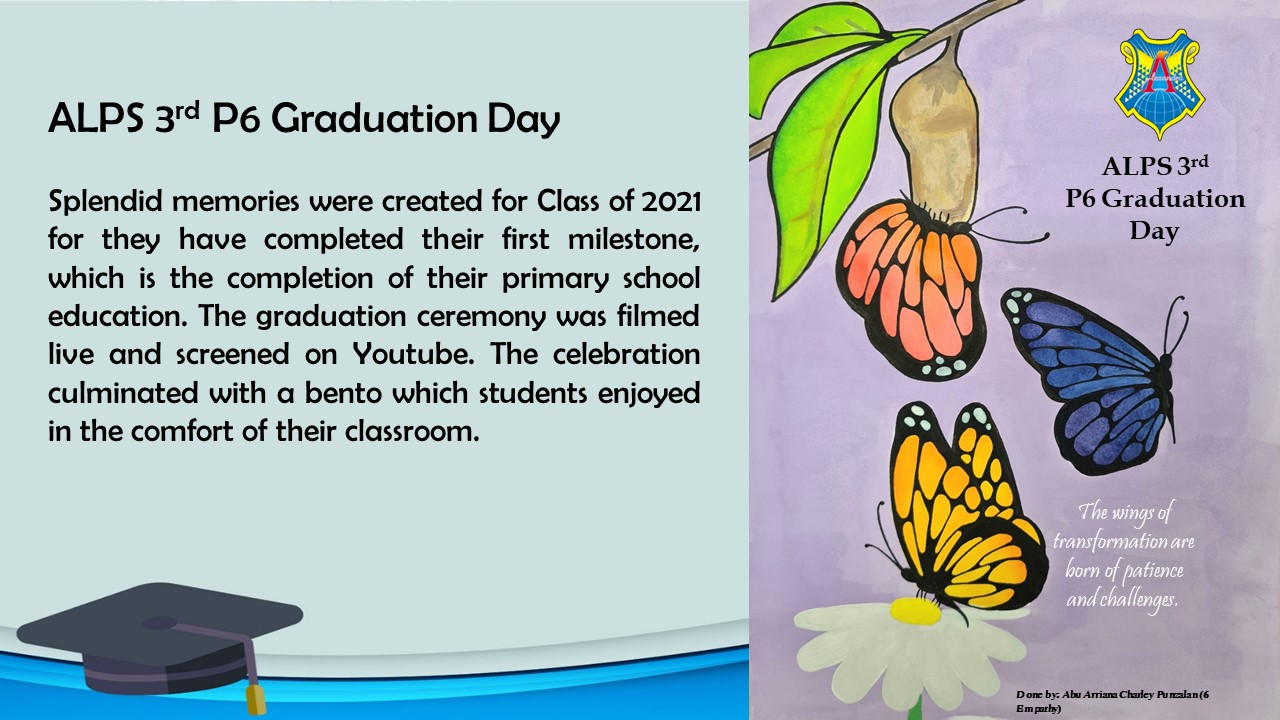 ALPS 3rd P6 Graduation Day
Splendid memories were created for Class of 2021
for they have completed their first milestone,
which is the completion of their primary school
education. The graduation ceremony was filmed
live and screened on Youtube. The celebration
culminated with a bento which students enjoyed
in the comfort of their classroom.
A
Alexandra
ALPS 3rd
P6 Graduation
Day
The wings of
transformation are
born of patience
and challenges.
Done by: Abu Arriana Charley Punzalan (6
Empathy)